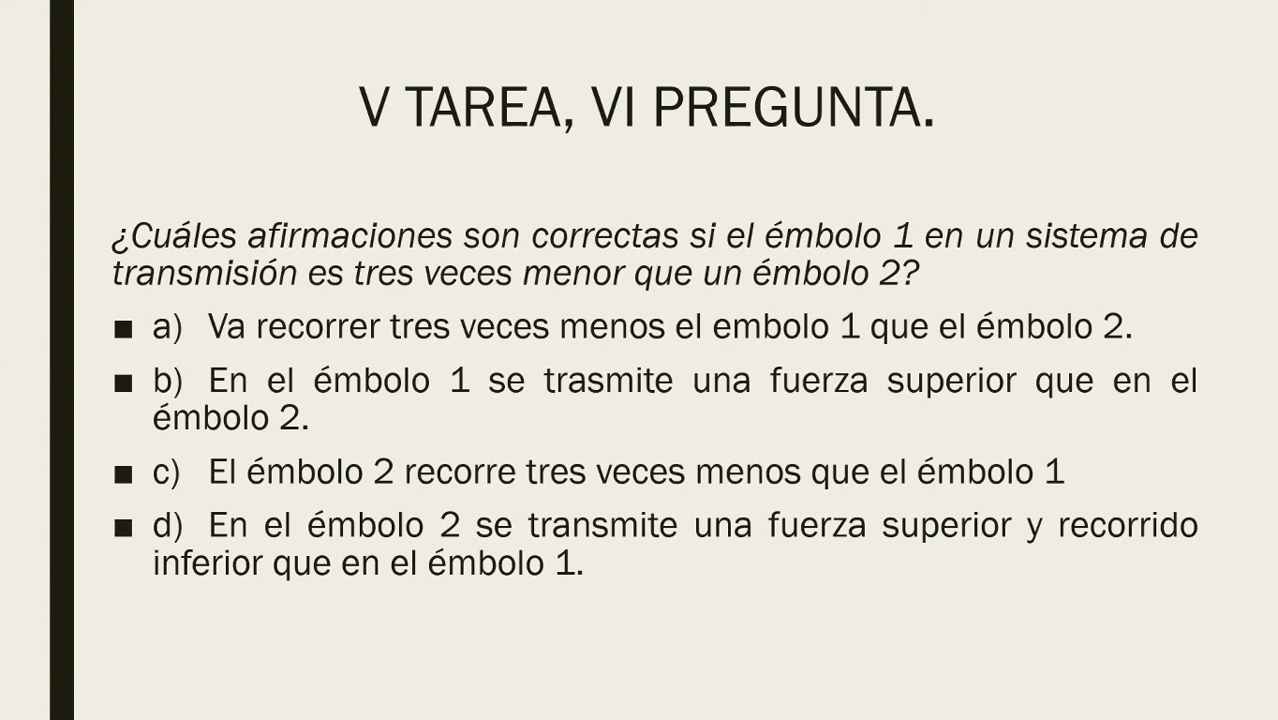 V TAREA, VI PREGUNTA.
¿Cuáles afirmaciones son correctas si el émbolo 1 en un sistema de
transmisión es tres veces menor que un émbolo 2?
■ a) Va recorrer tres veces menos el embolo 1 que el émbolo 2.
■ b) En el émbolo 1 se trasmite una fuerza superior que en el
émbolo 2.
■ c) El émbolo 2 recorre tres veces menos que el émbolo 1
■ d) En el émbolo 2 se transmite una fuerza superior y recorrido
inferior que en el émbolo 1.